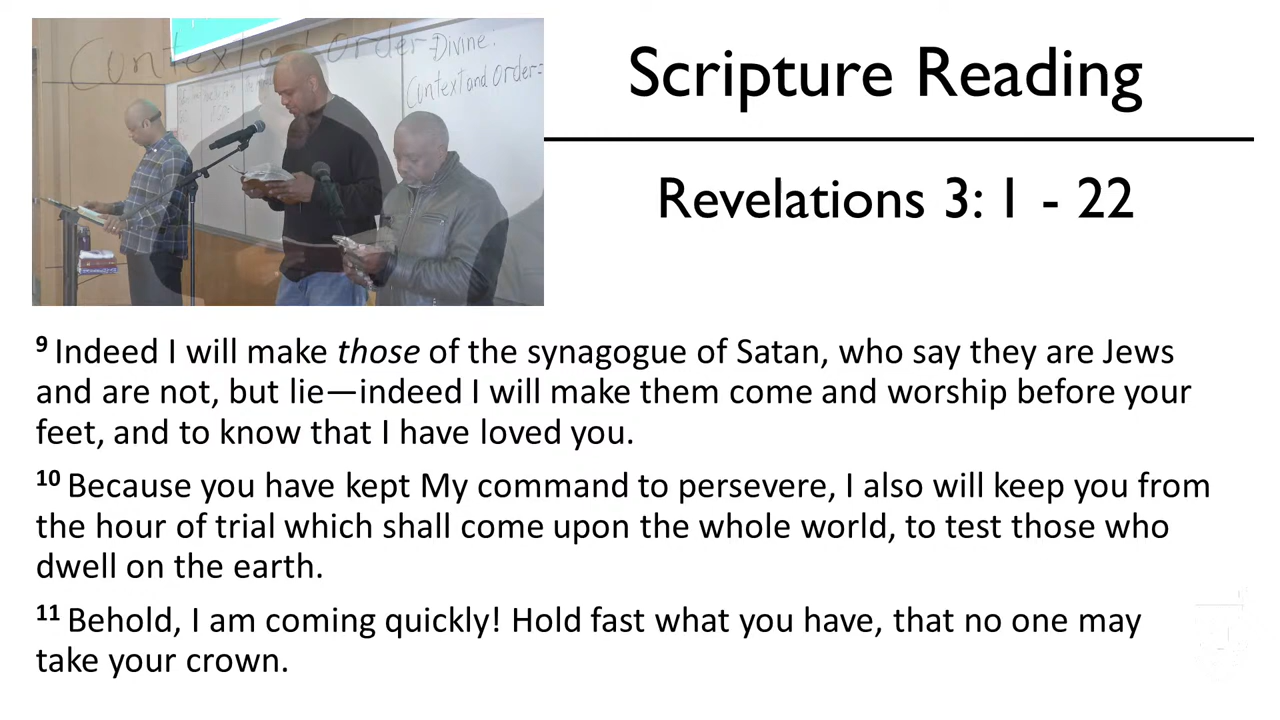 Context and Order
Divine:
Context and Order=
Scripture Reading
Revelations 3: 1 - 22
9 Indeed I will make those of the synagogue of Satan, who say they are Jews
and are not, but lie—indeed I will make them come and worship before your
feet, and to know that I have loved you.
10 Because you have kept My command to persevere, I also will keep you from
the hour of trial which shall come upon the whole world, to test those who
dwell on the earth.
11 Behold, I am coming quickly! Hold fast what you have, that no one may
take your crown.